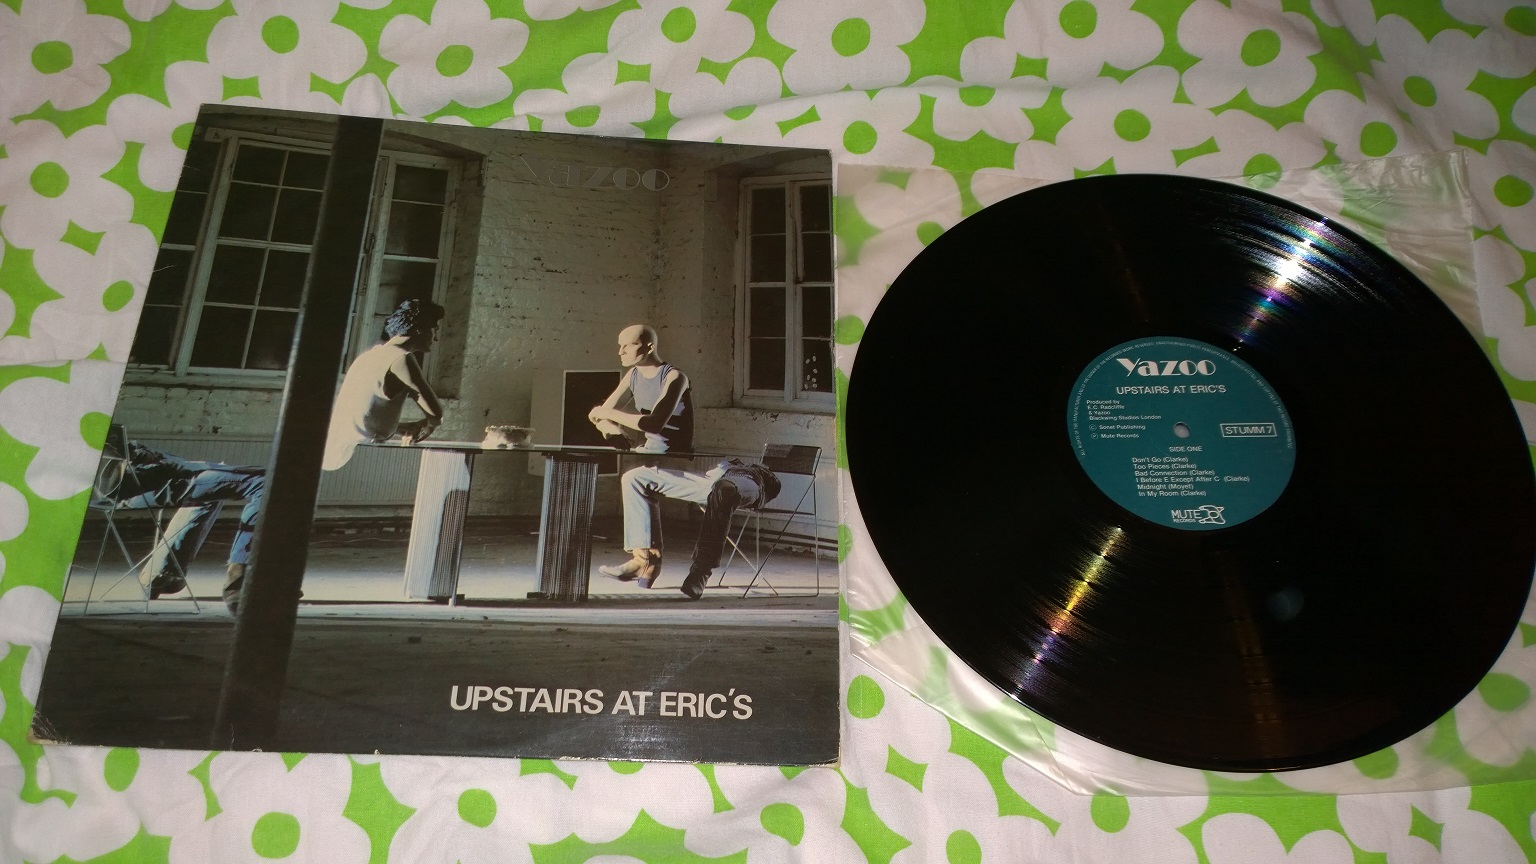 Yazoo
UPSTAIRS AT ERIC'S
Yazoo
UPSTAIRS AT ERIC'S
Produced by
E.C. Radcliffe
& Yazoo
Blackwing Studios London
© Sonet Publishing
℗ Mute Records
STUMM 7
SIDE ONE
Don't Go (Clarke)
Too Pieces (Clarke)
Bad Connection (Clarke)
I Before E Except After C (Clarke)
Midnight (Moyet)
In My Room (Clarke)
MUTE
RECORDS